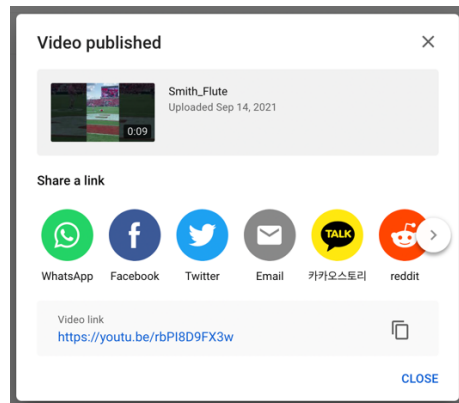 Video published
Smith_Flute
Uploaded Sep 14, 2021
0:09
Share a link
TALK
WhatsApp Facebook Twitter Email 카카오스토리 reddit
Video link
https://youtu.be/rbPI8D9FX3w
CLOSE